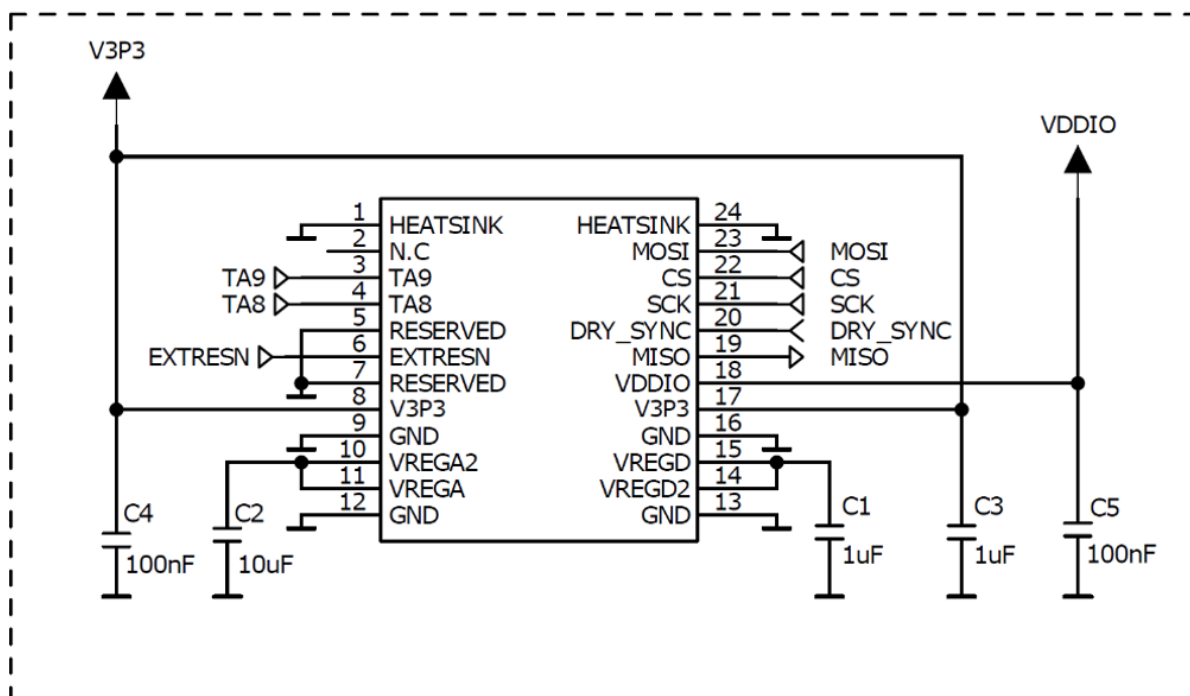 V3P3
VDDIO
1 HEATSINK HEATSINK 24
2 N.C MOSI 23 MOSI
TA9 3 TA9 CS 22 CS
TA8 4 TA8 SCK 21 SCK
5 RESERVED DRY_SYNC 20 DRY_SYNC
EXTRESN 6 EXTRESN MISO 19 MISO
7 RESERVED VDDIO 18
8 V3P3 V3P3 17
9 GND GND 16
10 VREGA2 VREGD 15
11 VREGA VREGD2 14
12 GND GND 13
C4 C2 C1 C3 C5
100nF 10uF 1uF 1uF 100nF